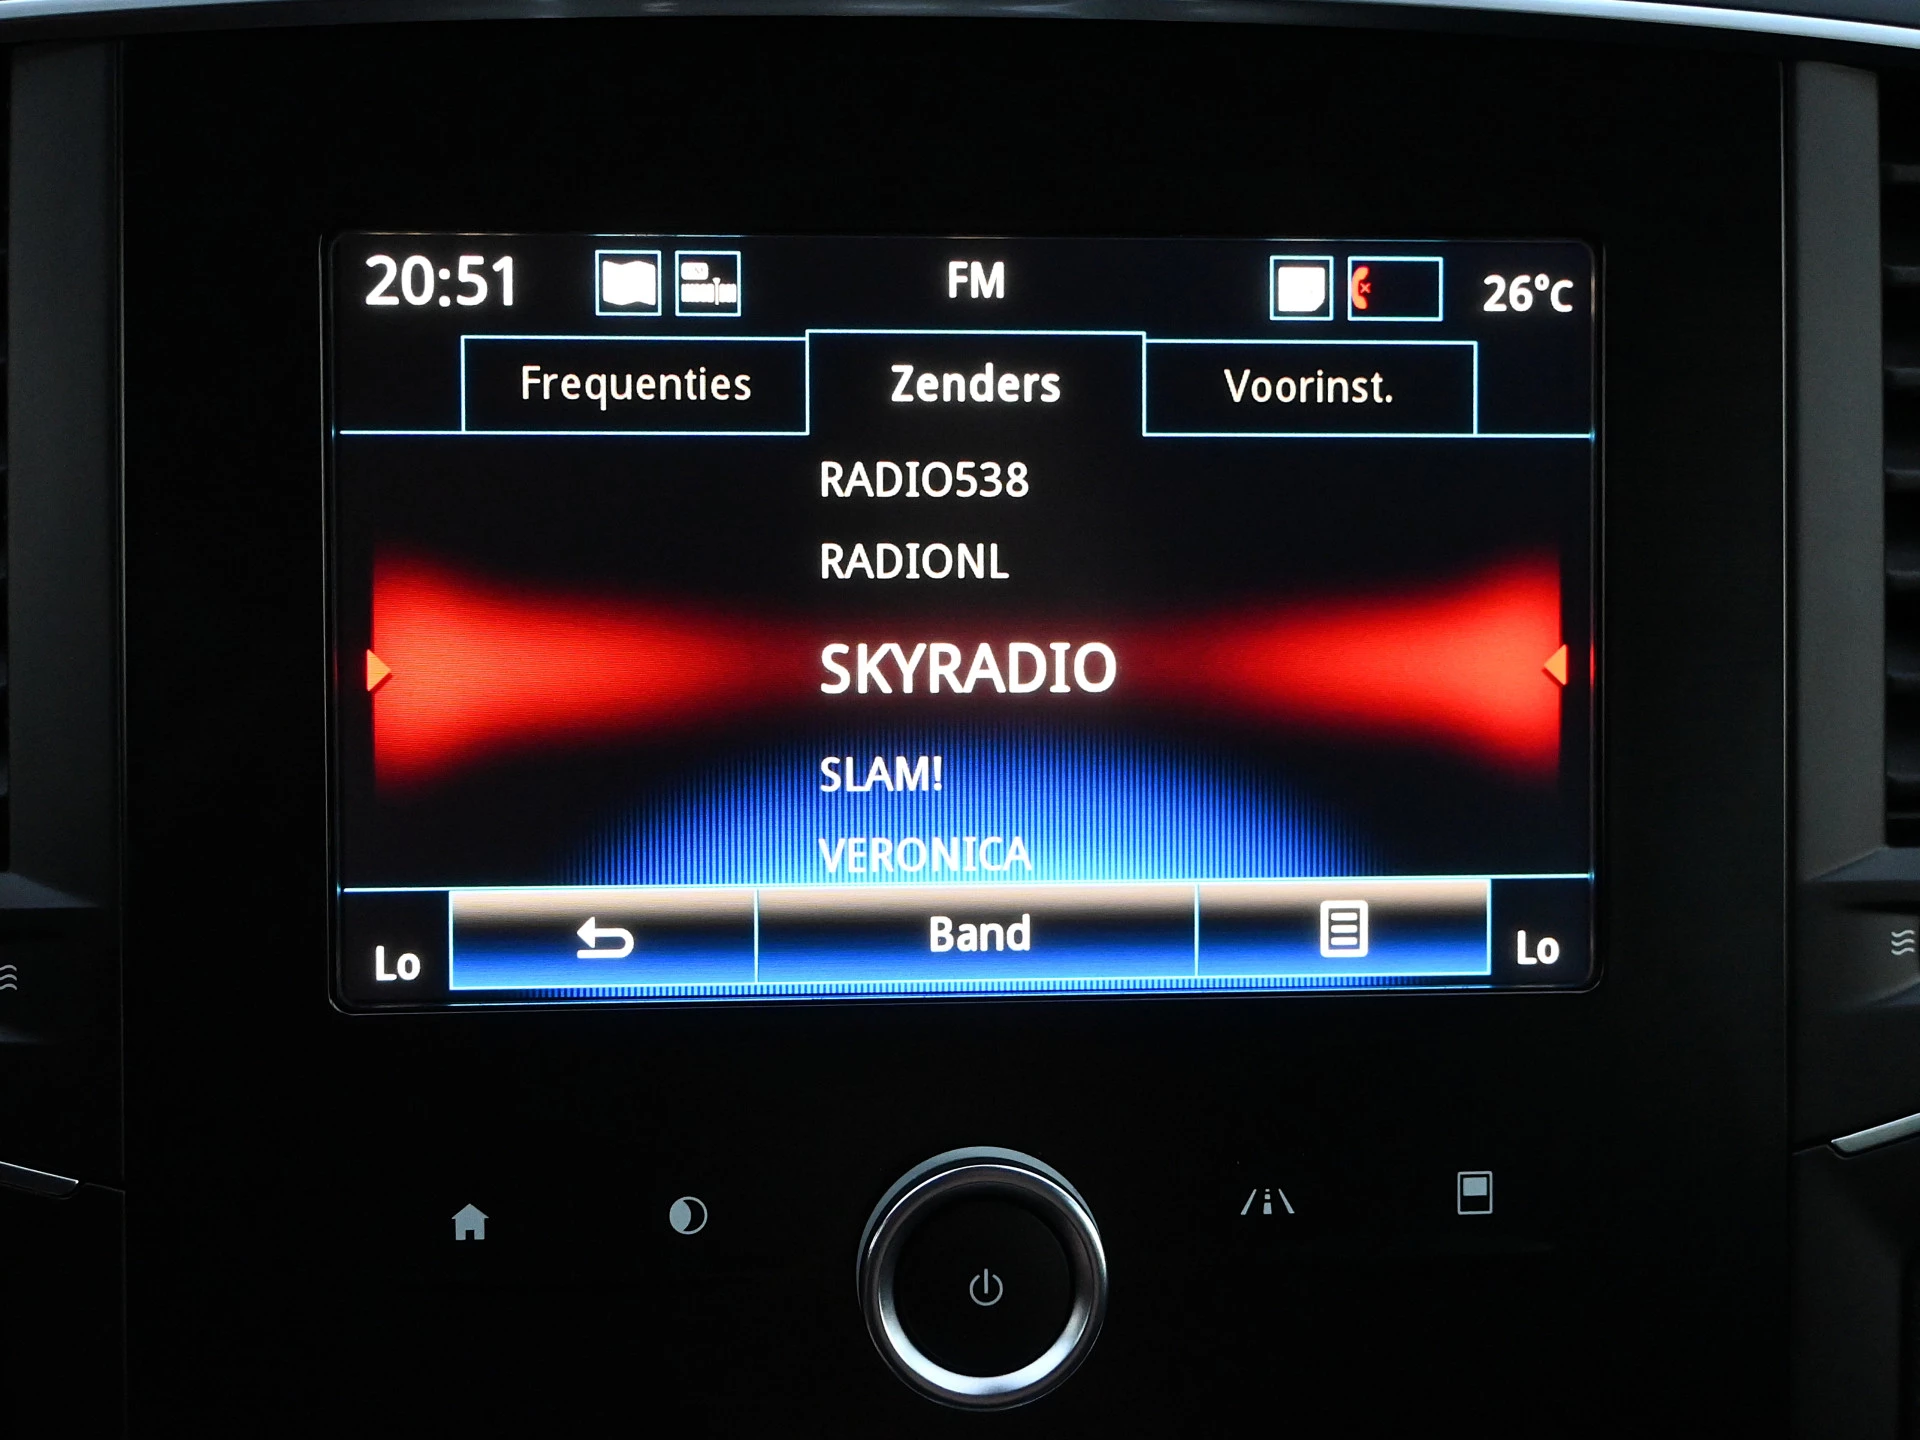 20:51 FM 26°C
Frequenties Zenders Voorinst.
RADIO538
RADIONL
SKYRADIO
SLAM!
VERONICA
Lo Band Lo